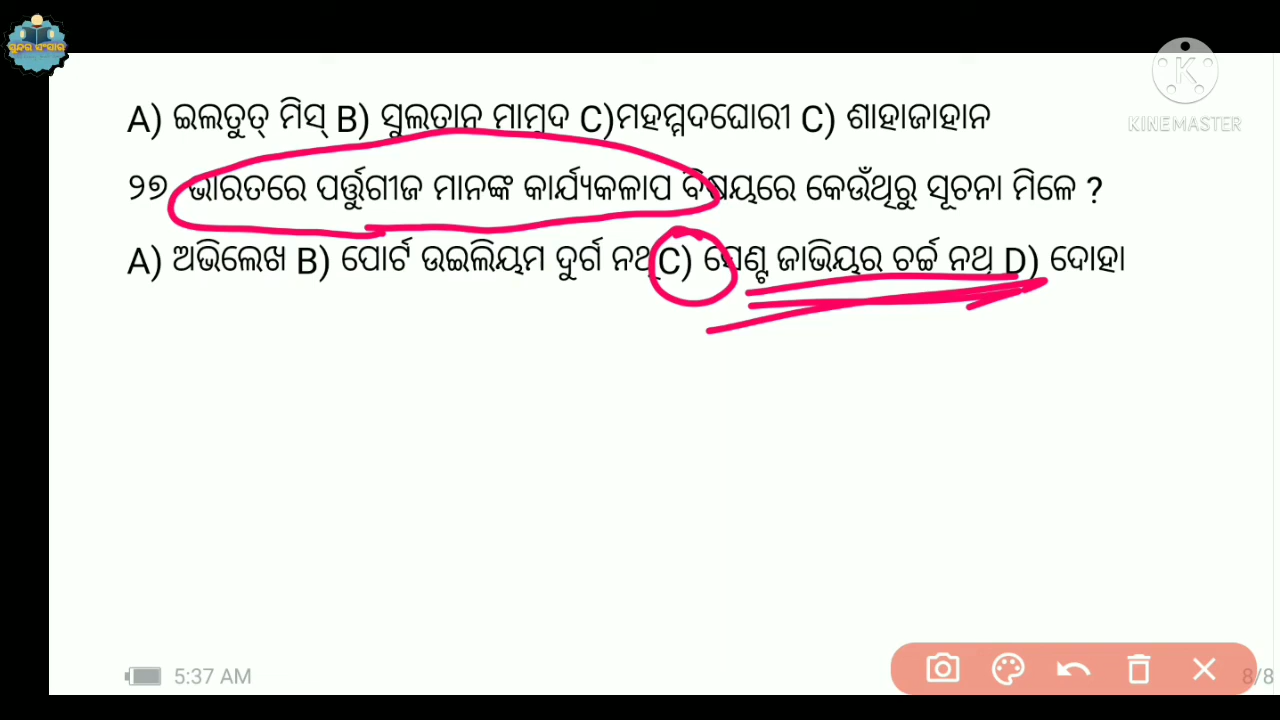 ସୁନ୍ଦର ସଂସାର
KINEMASTER
A) ଇଲତୁତ୍ ମିସ୍ B) ସୁଲତାନ ମାମୁଦ C)ମହମ୍ମଦଘୋରୀ C) ଶାହାଜାହାନ
୨୭ ଭାରତରେ ପର୍ତ୍ତୁଗୀଜ ମାନଙ୍କ କାର୍ଯ୍ୟକଳାପ ବିଷୟରେ କେଉଁଥିରୁ ସୂଚନା ମିଳେ ?
A) ଅଭିଲେଖ B) ପୋର୍ଟ ଉଇଲିୟମ ଦୁର୍ଗ ନଥି C) ସେଣ୍ଟ ଜାଭିୟର ଚର୍ଚ୍ଚ ନଥି D) ଦୋହା
5:37 AM
8/8